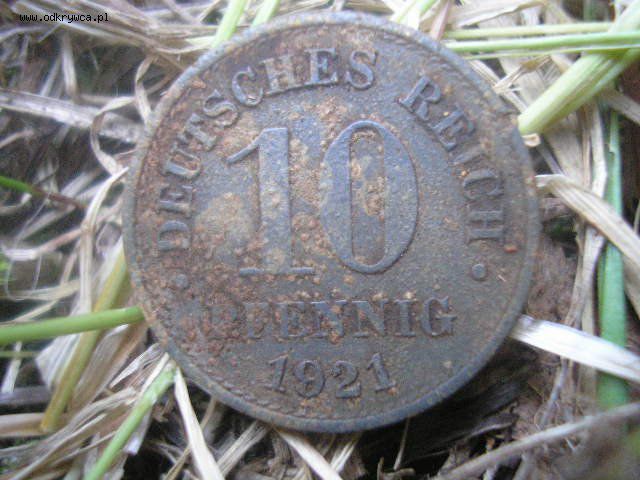 www.odkrywca.pl
DEUTSCHES REICH
10
PFENNIG
1921